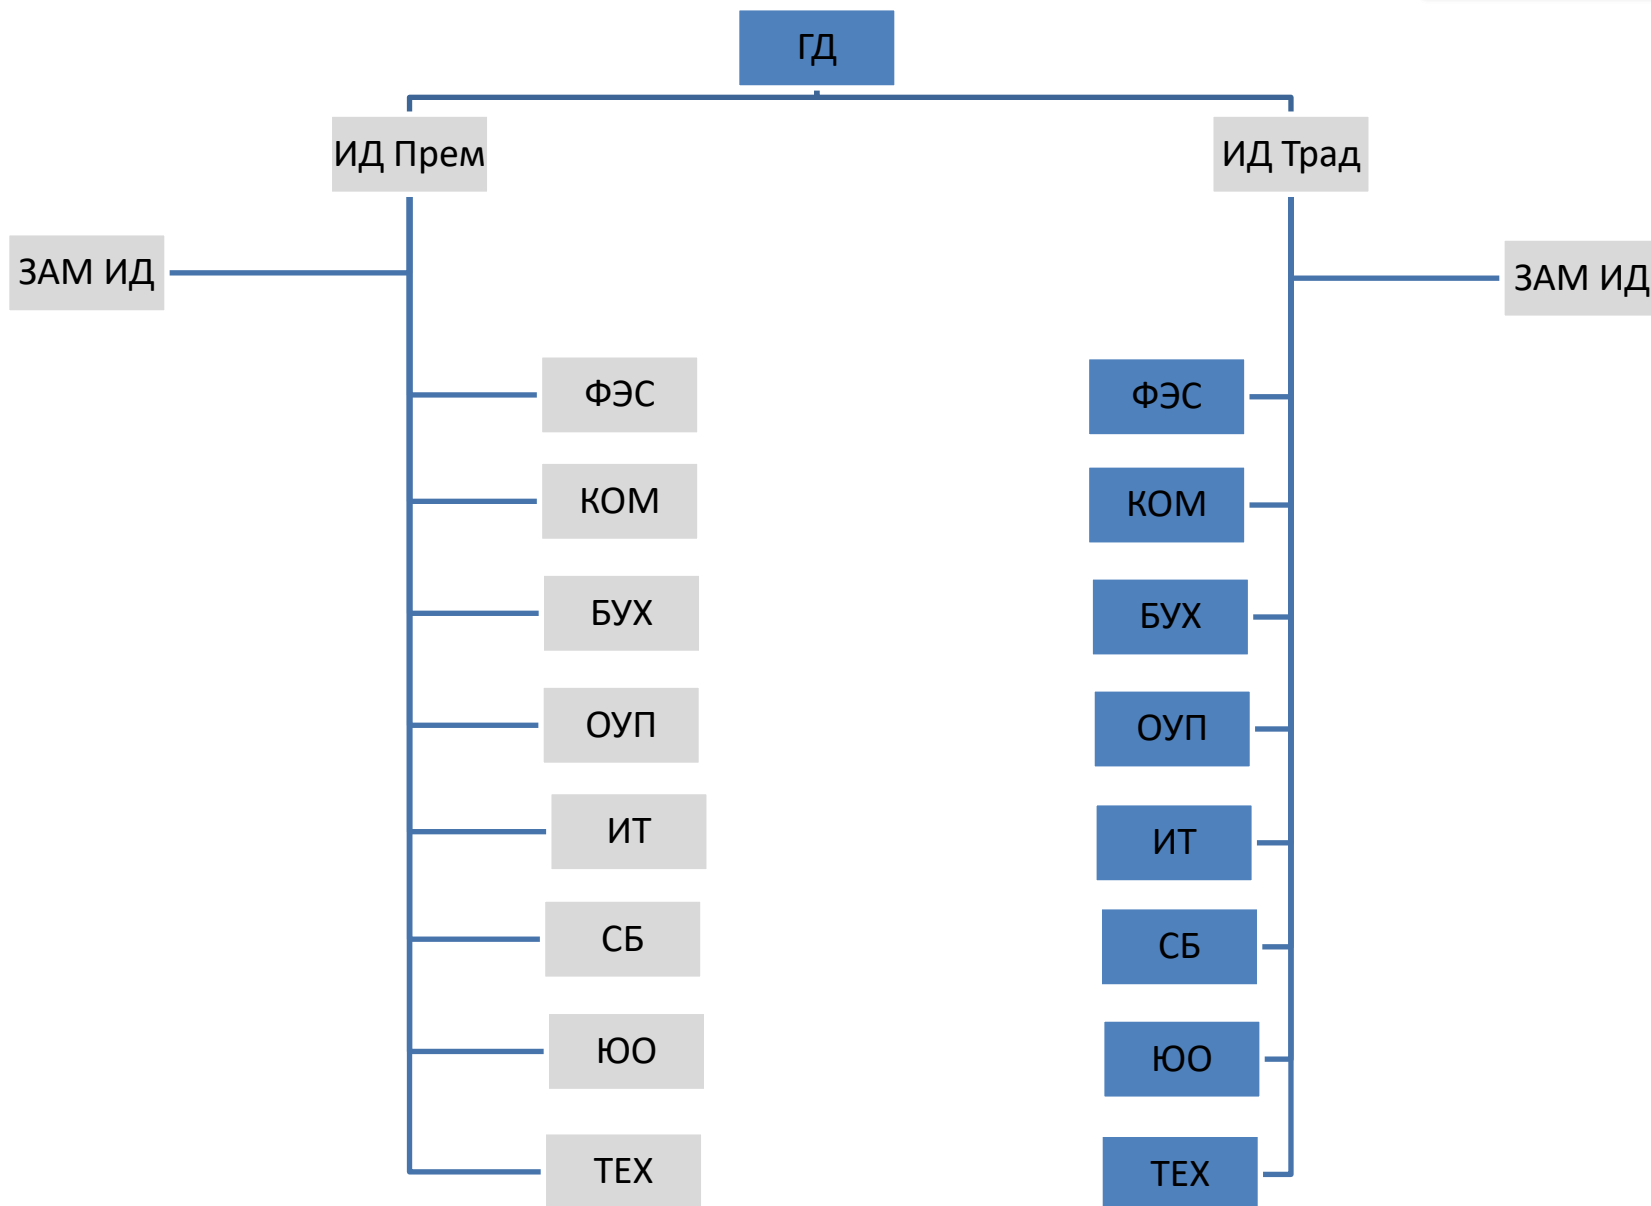 ГД
ИД Прем
ИД Трад
ЗАМ ИД
ЗАМ ИД
ФЭС
ФЭС
КОМ
КОМ
БУХ
БУХ
ОУП
ОУП
ИТ
ИТ
СБ
СБ
ЮО
ЮО
ТЕХ
ТЕХ